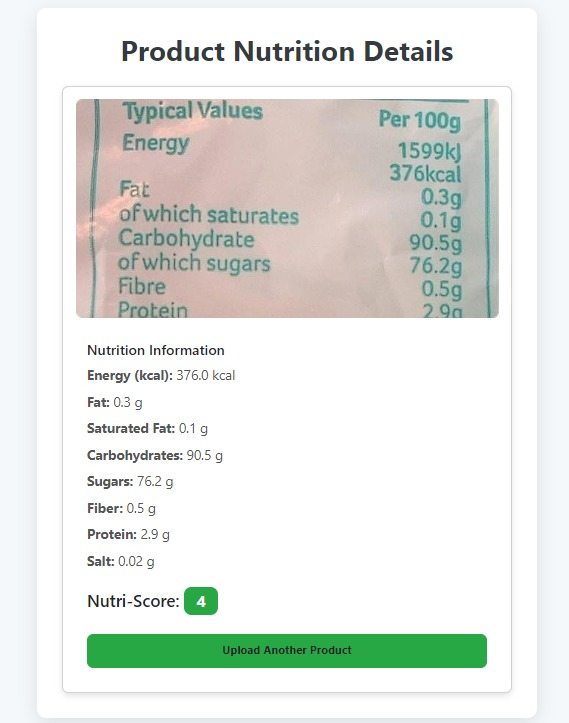 Product Nutrition Details
Typical Values Per 100g
Energy 1599kJ
376kcal
Fat 0.3g
of which saturates 0.1g
Carbohydrate 90.5g
of which sugars 76.2g
Fibre 0.5g
Protein 2.9g
Nutrition Information
Energy (kcal): 376.0 kcal
Fat: 0.3 g
Saturated Fat: 0.1 g
Carbohydrates: 90.5 g
Sugars: 76.2 g
Fiber: 0.5 g
Protein: 2.9 g
Salt: 0.02 g
Nutri-Score: 4
Upload Another Product